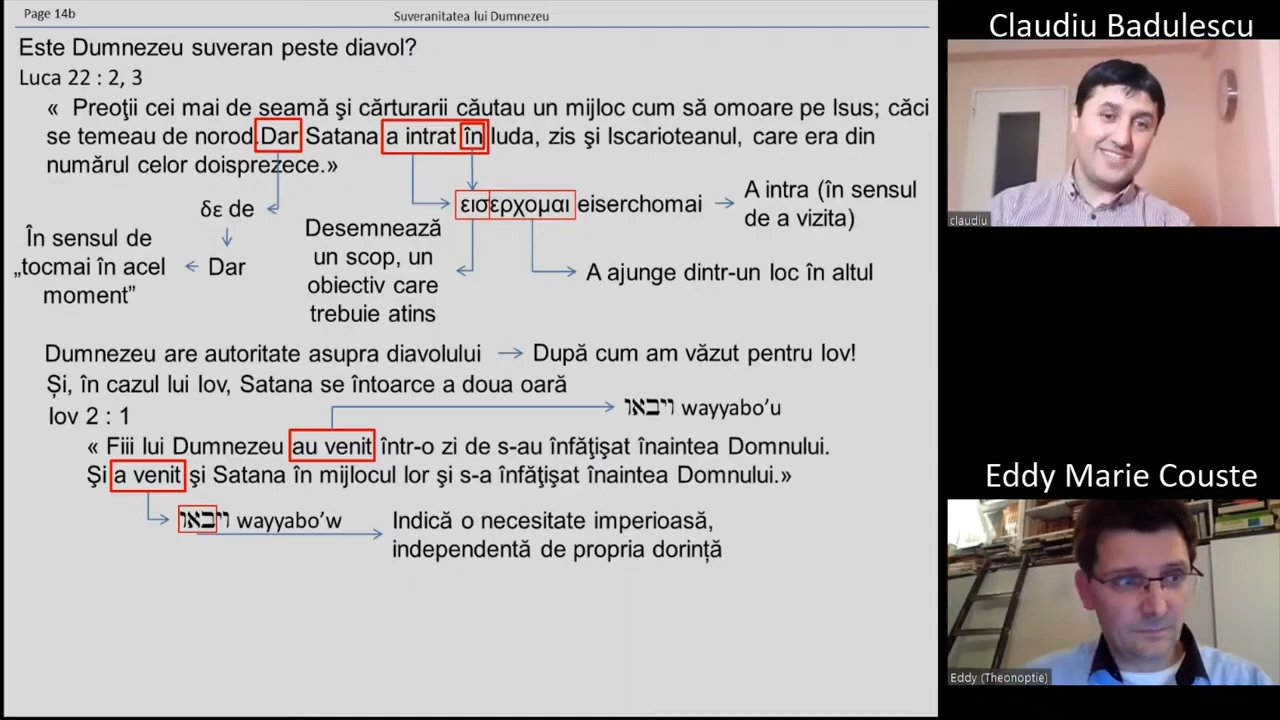 Page 14b
Suveranitatea lui Dumnezeu
Este Dumnezeu suveran peste diavol?
Luca 22 : 2, 3
« Preoţii cei mai de seamă şi cărturarii căutau un mijloc cum să omoare pe Isus; căci
se temeau de norod. Dar Satana a intrat în Iuda, zis şi Iscarioteanul, care era din
numărul celor doisprezece.»
δε de
Dar
În sensul de
„tocmai în acel
moment”
εισερχομαι eiserchomai
A intra (în sensul
de a vizita)
Desemnează
un scop, un
obiectiv care
trebuie atins
A ajunge dintr-un loc în altul
Dumnezeu are autoritate asupra diavolului
După cum am văzut pentru Iov!
Și, în cazul lui Iov, Satana se întoarce a doua oară
Iov 2 : 1
ויבאו wayyabo’u
« Fiii lui Dumnezeu au venit într-o zi de s-au înfăţişat înaintea Domnului.
Şi a venit şi Satana în mijlocul lor şi s-a înfăţişat înaintea Domnului.»
ויבאו wayyabo’w
Indică o necesitate imperioasă,
independentă de propria dorință
Claudiu Badulescu
claudiu
Eddy Marie Couste
Eddy (Theonoptie)